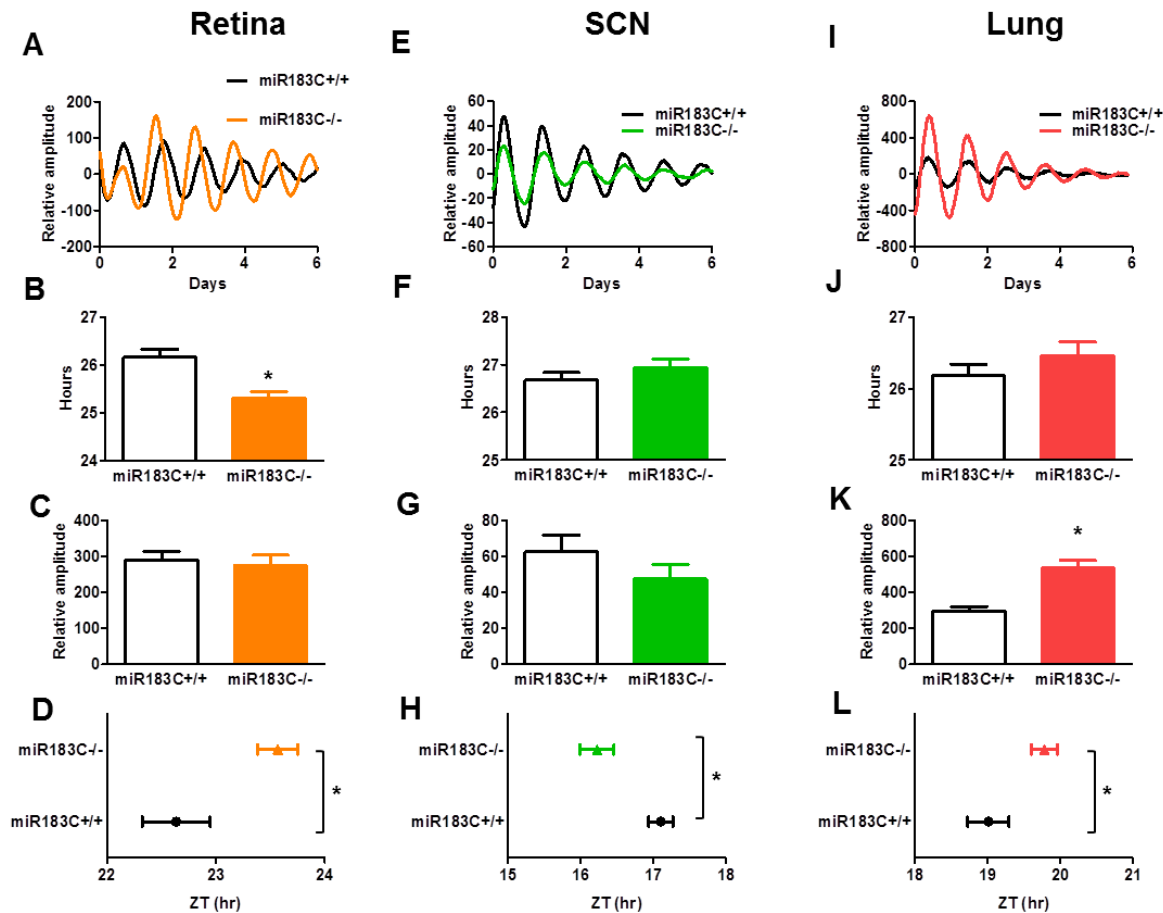 Retina
SCN
Lung
A
miR183C+/+
miR183C-/-
Relative amplitude
200
100
0
-100
-200
0
2
4
6
Days
E
miR183C+/+
miR183C-/-
Relative amplitude
60
40
20
0
-20
-40
-60
0
2
4
6
Days
I
miR183C+/+
miR183C-/-
Relative amplitude
800
400
0
-400
-800
0
2
4
6
Days
B
Hours
27
26
25
24
*
miR183C+/+
miR183C-/-
F
Hours
28
27
26
25
miR183C+/+
miR183C-/-
J
Hours
27
26
25
miR183C+/+
miR183C-/-
C
Relative amplitude
400
300
200
100
0
miR183C+/+
miR183C-/-
G
Relative amplitude
80
60
40
20
0
miR183C+/+
miR183C-/-
K
Relative amplitude
800
600
400
200
0
*
miR183C+/+
miR183C-/-
D
miR183C-/-
miR183C+/+
*
22
23
24
ZT (hr)
H
miR183C-/-
miR183C+/+
*
15
16
17
18
ZT (hr)
L
miR183C-/-
miR183C+/+
*
18
19
20
21
ZT (hr)